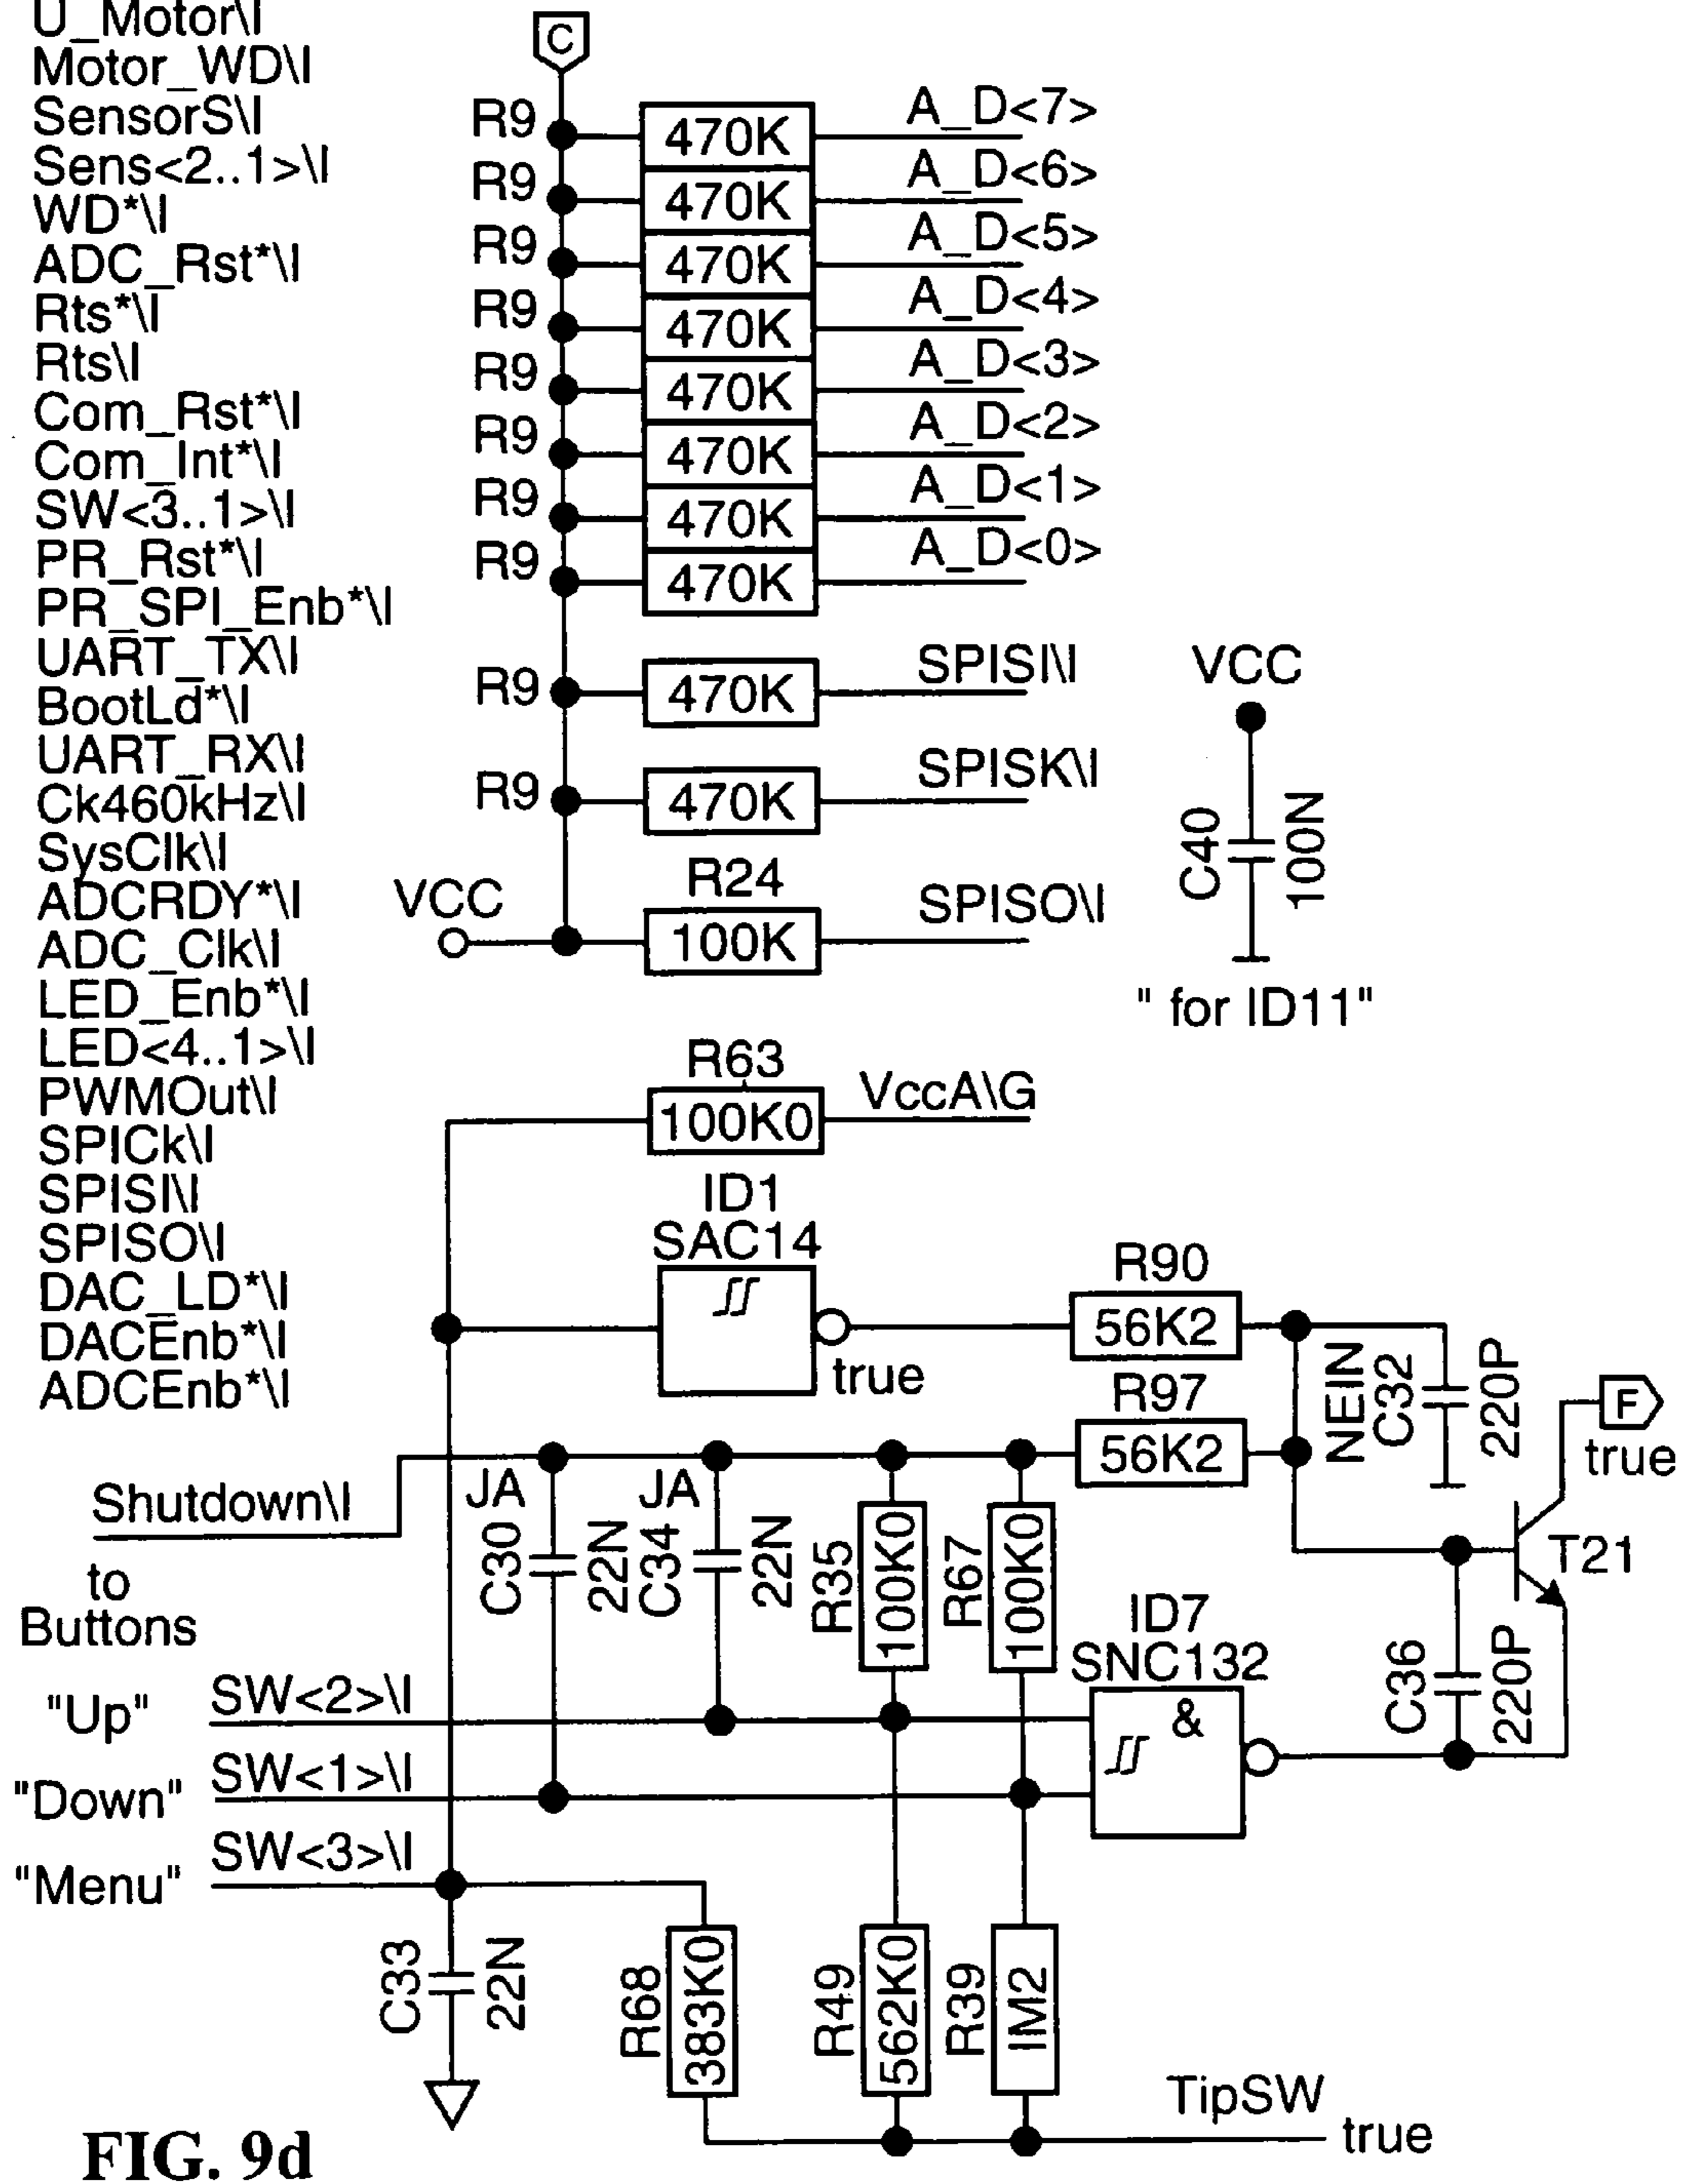 U_Motor\I
Motor_WD\I
SensorS\I
Sens<2..1>\I
WD*\I
ADC_Rst*\I
Rts*\I
Rts\I
Com_Rst*\I
Com_Int*\I
SW<3..1>\I
PR_Rst*\I
PR_SPI_Enb*\I
UART_TX\I
BootLd*\I
UART_RX\I
Ck460kHz\I
SysClk\I
ADCRDY*\I
ADC_Clk\I
LED_Enb*\I
LED<4..1>\I
PWMOut\I
SPICk\I
SPISI\I
SPISO\I
DAC_LD*\I
DACEnb*\I
ADCEnb*\I
C
R9 470K A_D<7>
R9 470K A_D<6>
R9 470K A_D<5>
R9 470K A_D<4>
R9 470K A_D<3>
R9 470K A_D<2>
R9 470K A_D<1>
R9 470K A_D<0>
R9 470K SPISI\I
R9 470K SPISK\I
R24
VCC 100K SPISO\I
VCC
C40
100N
" for ID11"
R63
100K0 VccA\G
ID1
SAC14
true
R90
56K2
R97
56K2
NEIN
C32
220P
F
true
T21
Shutdown\I
to
Buttons
JA
C30
22N
JA
C34
22N
R35
100K0
R67
100K0
ID7
SNC132
&
C36
220P
"Up" SW<2>\I
"Down" SW<1>\I
"Menu" SW<3>\I
C33
22N
R68
383K0
R49
562K0
R39
IM2
TipSW
true
FIG. 9d